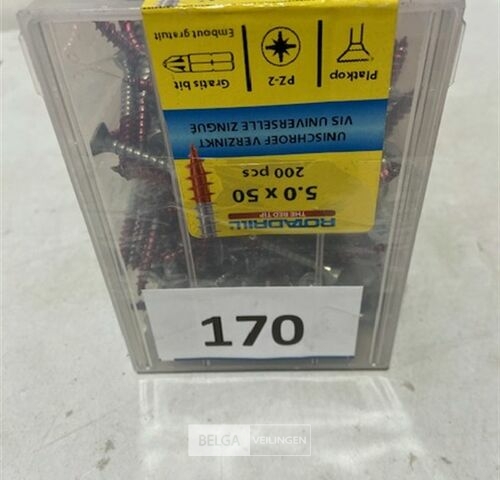 ROTADRILL
THE RED TIP
5.0 x 50
200 pcs
UNISCHROEF VERZINKT
VIS UNIVERSELLE ZINGUE
Platkop
PZ-2
Gratis bit
Embout gratuit
170
BELGA VEILINGEN